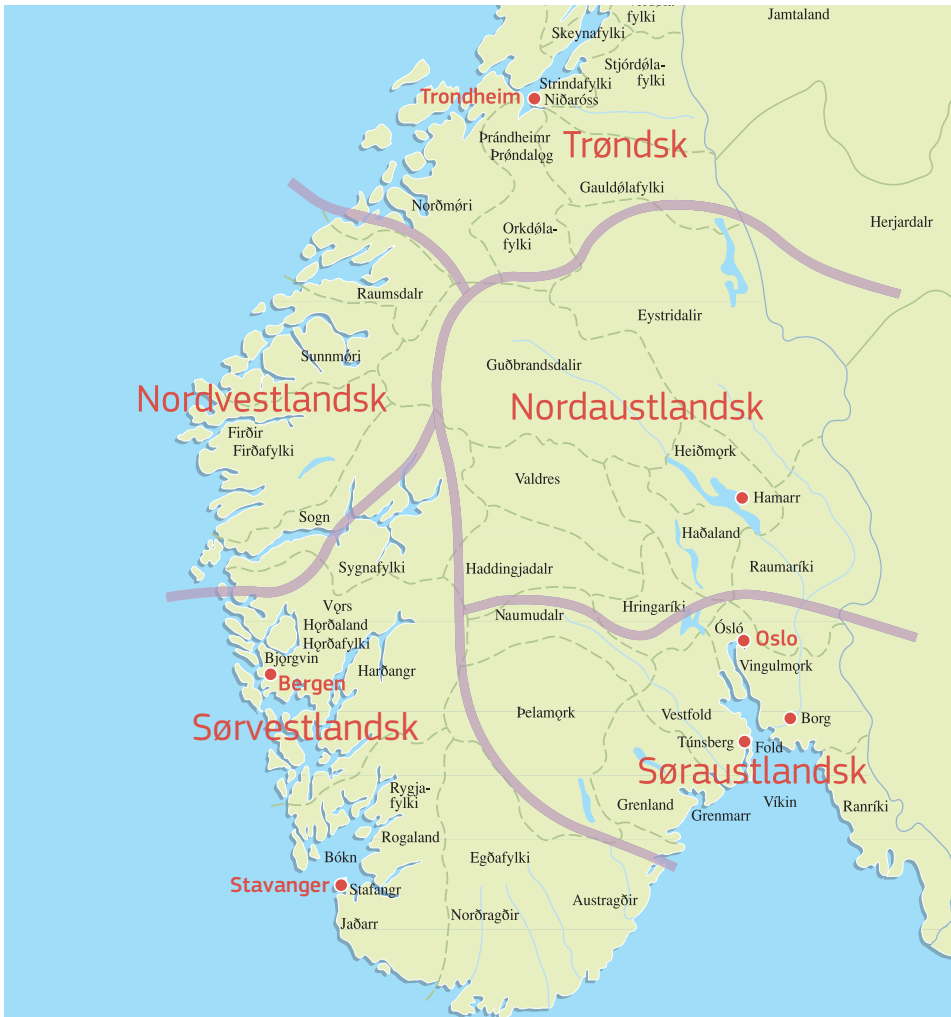 Jamtaland
fylki
Skeynafylki
Stjórdǿla-
fylki
Strindafylki
Trondheim
Niðaróss
Þrándheimr
Þróndalǫg
Trøndsk
Gauldǿlafylki
Norðmǿri
Orkdǿla-
fylki
Herjardalr
Raumsdalr
Eystridalir
Sunnmǿri
Guðbrandsdalir
Nordvestlandsk
Nordaustlandsk
Firðir
Firðafylki
Heiðmǫrk
Valdres
Hamarr
Sogn
Haðaland
Sygnafylki
Haddingjadalr
Raumaríki
Vǫrs
Naumudalr
Hringaríki
Hǫrðaland
Hǫrðafylki
Ósló
Oslo
Bjǫrgvin
Bergen
Harðangr
Vingulmǫrk
Þelamǫrk
Vestfold
Borg
Sørvestlandsk
Túnsberg
Fold
Søraustlandsk
Rygja-
fylki
Grenland
Grenmarr
Víkin
Ranríki
Rogaland
Bókn
Egðafylki
Stavanger
Stafangr
Austragðir
Jaðarr
Norðragðir